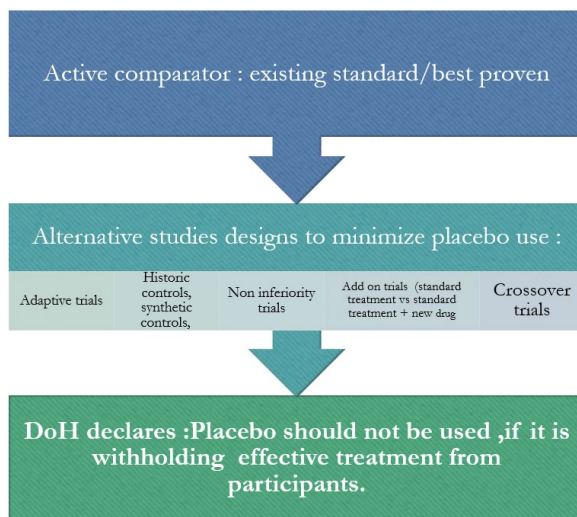 Active comparator : existing standard/best proven
Alternative studies designs to minimize placebo use :
Adaptive trials
Historic
controls,
synthetic
controls,
Non inferiority
trials
Add on trials (standard
treatment vs standard
treatment + new drug
Crossover
trials
DoH declares :Placebo should not be used ,if it is
withholding effective treatment from
participants.